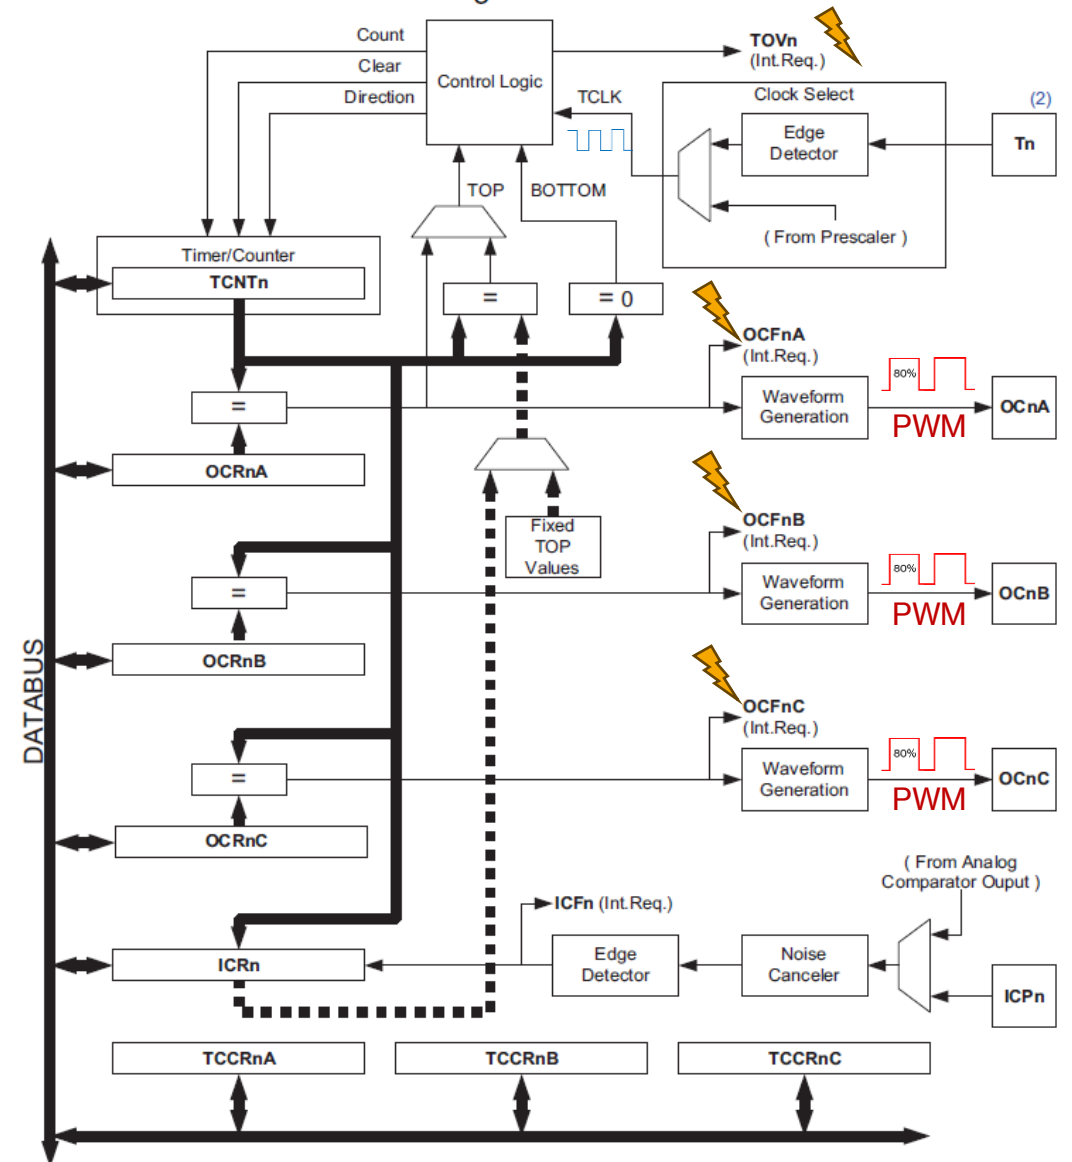 Count
Clear
Direction
Control Logic
TOVn
(Int.Req.)
TCLK
Clock Select
Edge
Detector
(2)
Tn
TOP
BOTTOM
( From Prescaler )
Timer/Counter
TCNTn
=
= 0
OCFnA
(Int.Req.)
=
Waveform
Generation
80%
PWM
OCnA
OCRnA
Fixed
TOP
Values
OCFnB
(Int.Req.)
=
Waveform
Generation
80%
PWM
OCnB
OCRnB
DATABUS
OCFnC
(Int.Req.)
=
Waveform
Generation
80%
PWM
OCnC
OCRnC
( From Analog
Comparator Ouput )
ICFn (Int.Req.)
ICRn
Edge
Detector
Noise
Canceler
ICPn
TCCRnA
TCCRnB
TCCRnC